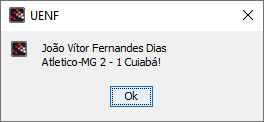 UENF
João Vítor Fernandes Dias
Atletico-MG 2 - 1 Cuiabá!
Ok